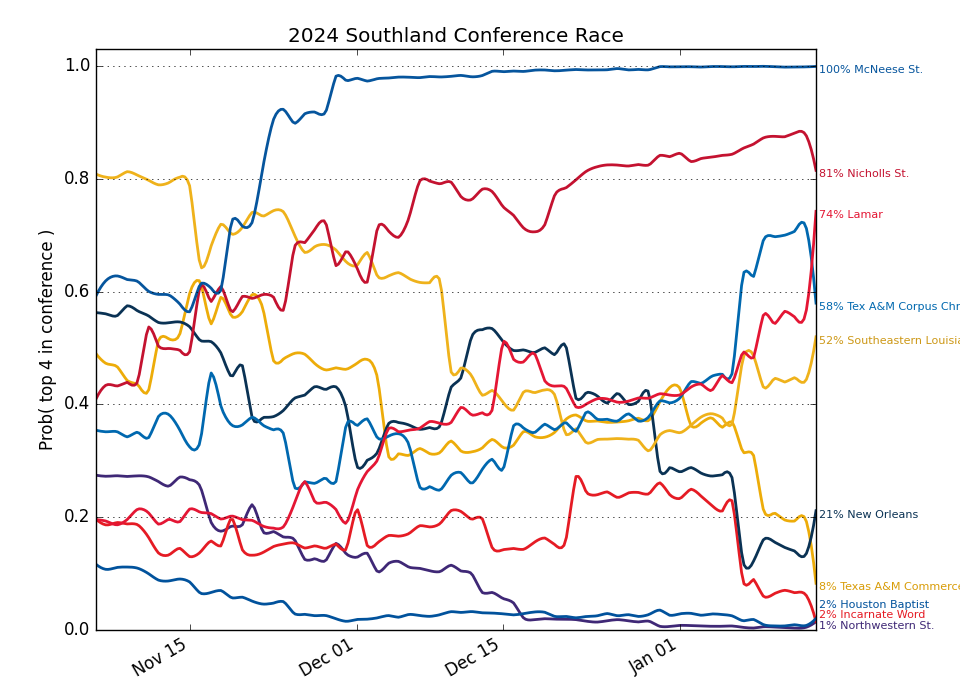 2024 Southland Conference Race
Prob( top 4 in conference )
1.0
0.8
0.6
0.4
0.2
0.0
Nov 15
Dec 01
Dec 15
Jan 01
100% McNeese St.
81% Nicholls St.
74% Lamar
58% Tex A&M Corpus Chr
52% Southeastern Louisia
21% New Orleans
8% Texas A&M Commerce
2% Houston Baptist
2% Incarnate Word
1% Northwestern St.